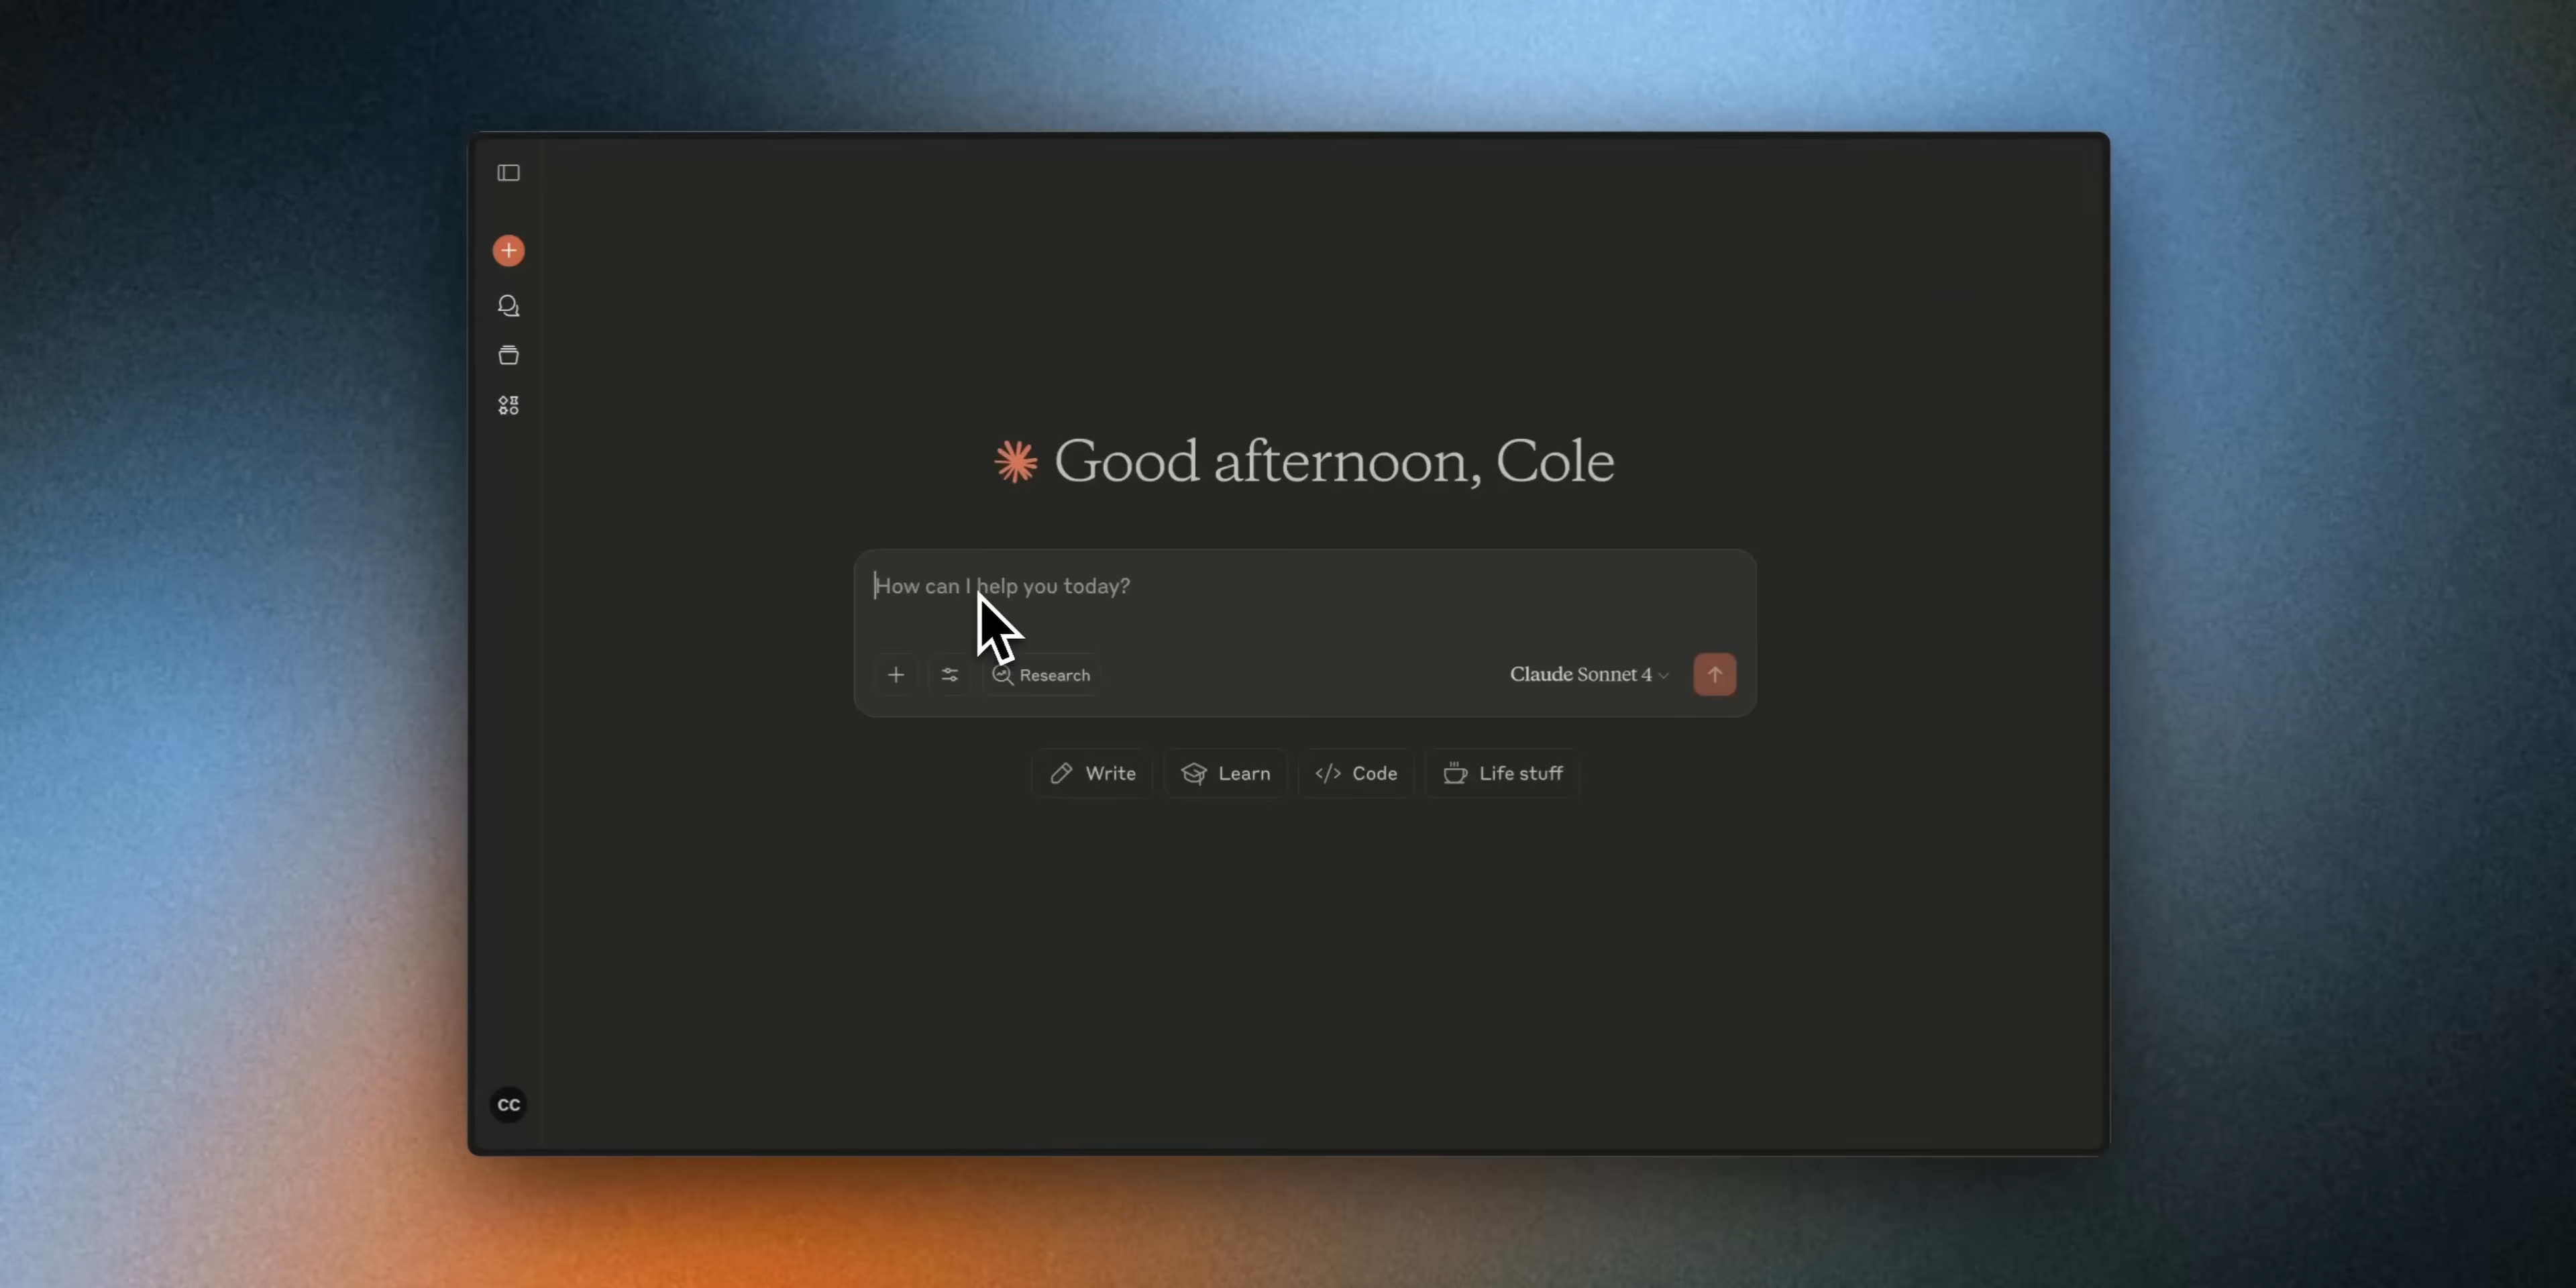 Good afternoon, Cole
How can I help you today?
Research
Claude Sonnet 4
Write
Learn
Code
Life stuff
CC